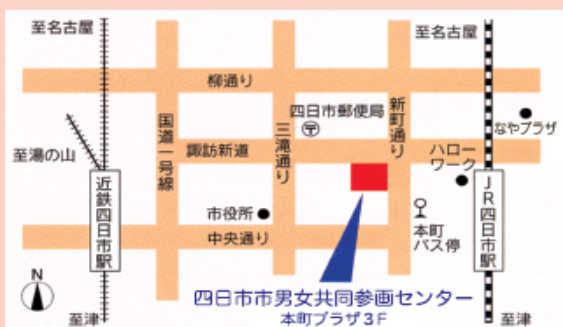 至名古屋
至名古屋
柳通り
四日市郵便局
〒
新町通り
なやプラザ
国道一号線
三滝通り
諏訪新道
ハロー
ワーク
至湯の山
近鉄四日市駅
JR四日市駅
市役所
本町
バス停
中央通り
N
四日市市男女共同参画センター
本町プラザ3F
至津
至津